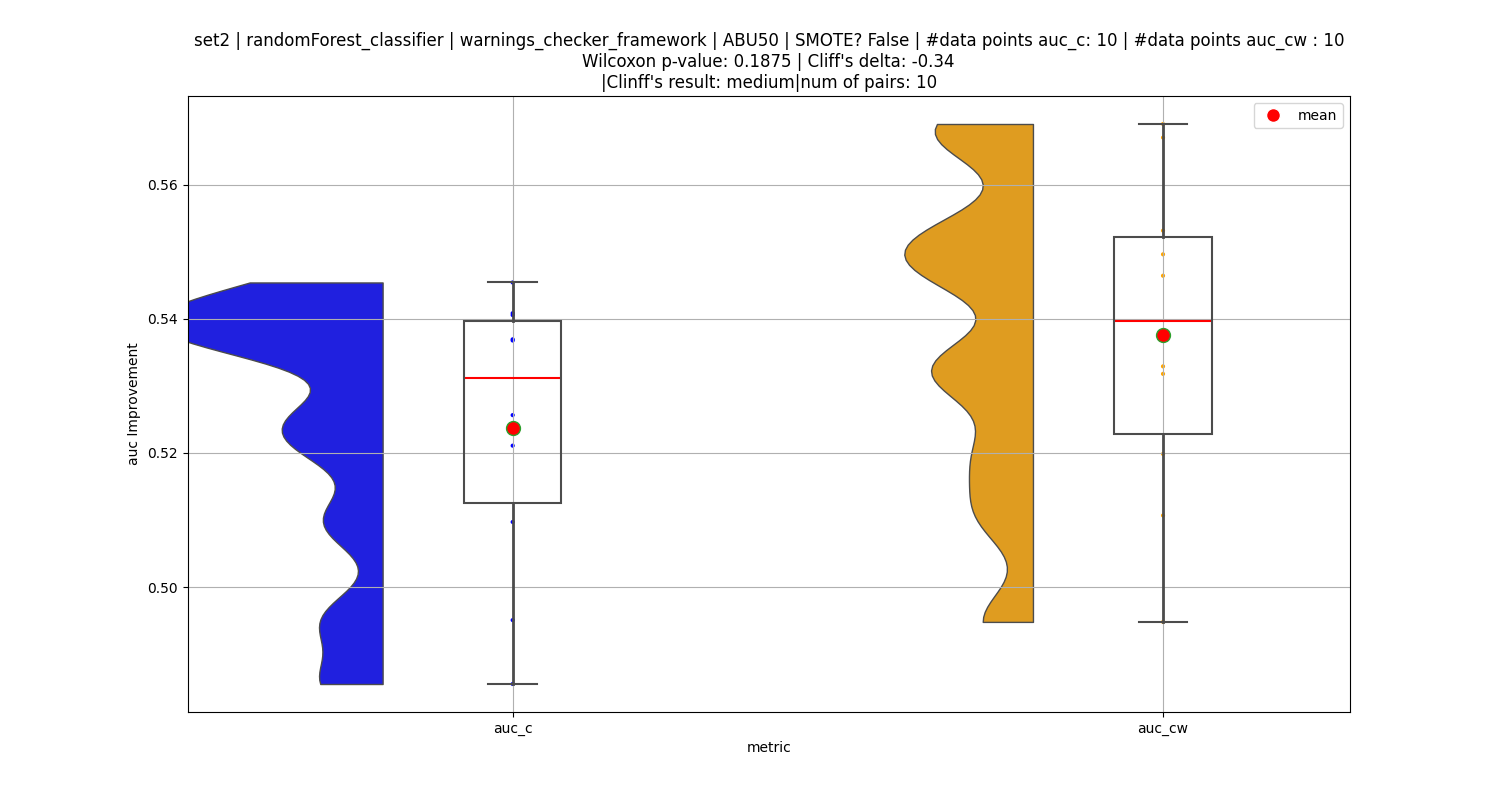 set2 | randomForest_classifier | warnings_checker_framework | ABU50 | SMOTE? False | #data points auc_c: 10 | #data points auc_cw : 10
Wilcoxon p-value: 0.1875 | Cliff's delta: -0.34
|Clinff's result: medium|num of pairs: 10
mean
0.56
0.54
0.52
0.50
auc Improvement
auc_c
auc_cw
metric